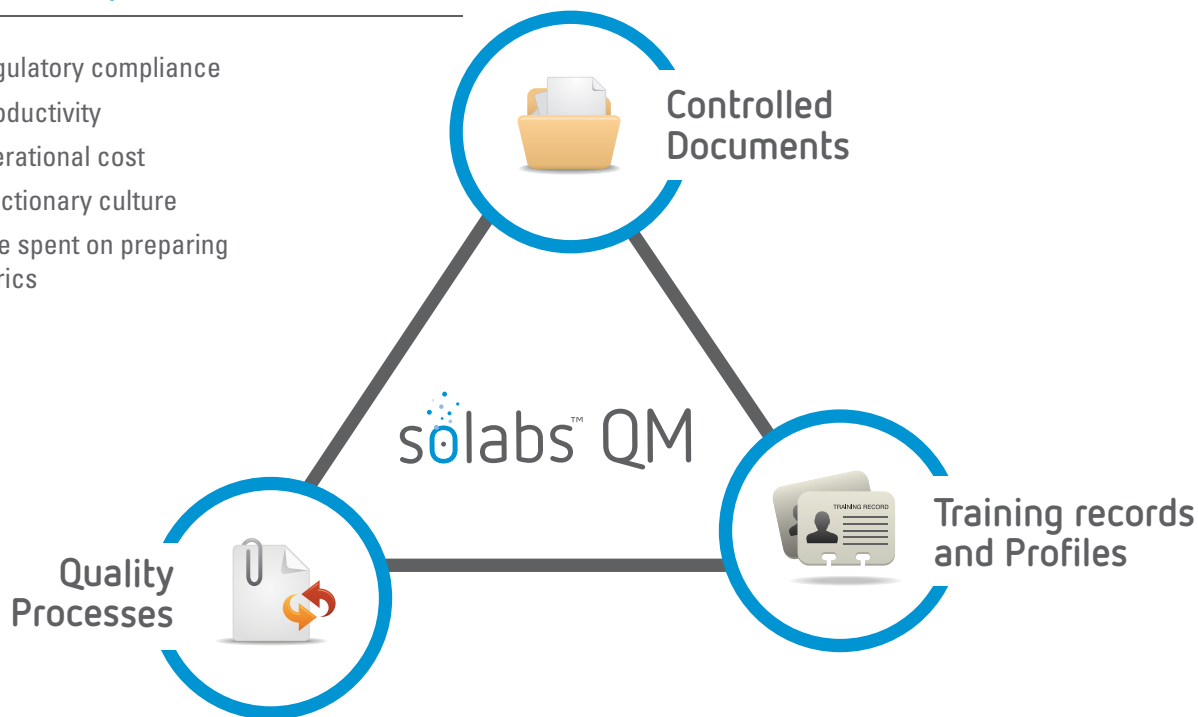 gulatory compliance
oductivity
erational cost
ctionary culture
e spent on preparing
rics
Controlled
Documents
sölabs™ QM
TRAINING RECORD
Training records
and Profiles
Quality
Processes